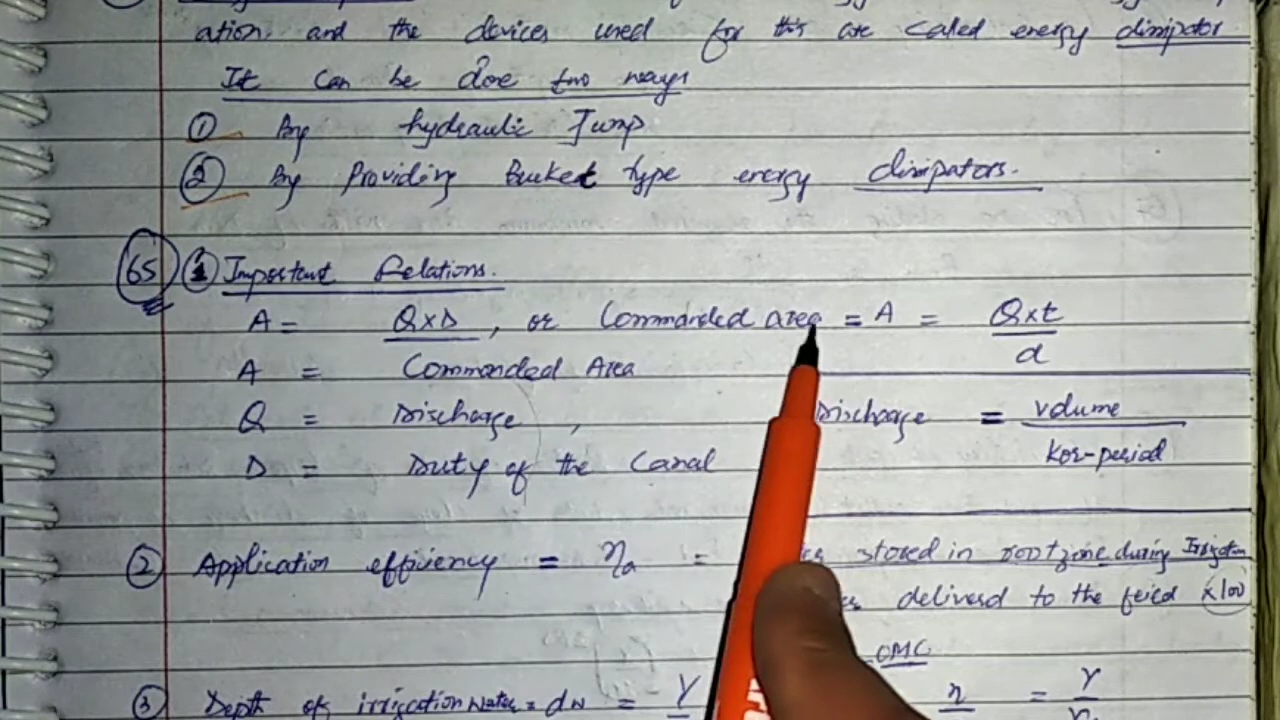 ation, and the devices used for this are called energy dissipator
It can be done two ways
① By hydraulic Jump
② By Providing Bucket type energy dissipators.
65 1 Important Relations.
A = Q×D, or Commanded area = A = Q×t / d
A = Commanded Area
Q = Discharge, Discharge = volume / kor-period
D = Duty of the Canal
② Application efficiency = ηa = stored in root zone during Irrigation
delivered to the feild ×100
OMC
③ Depth of irrigation water = dw = γ η = γ